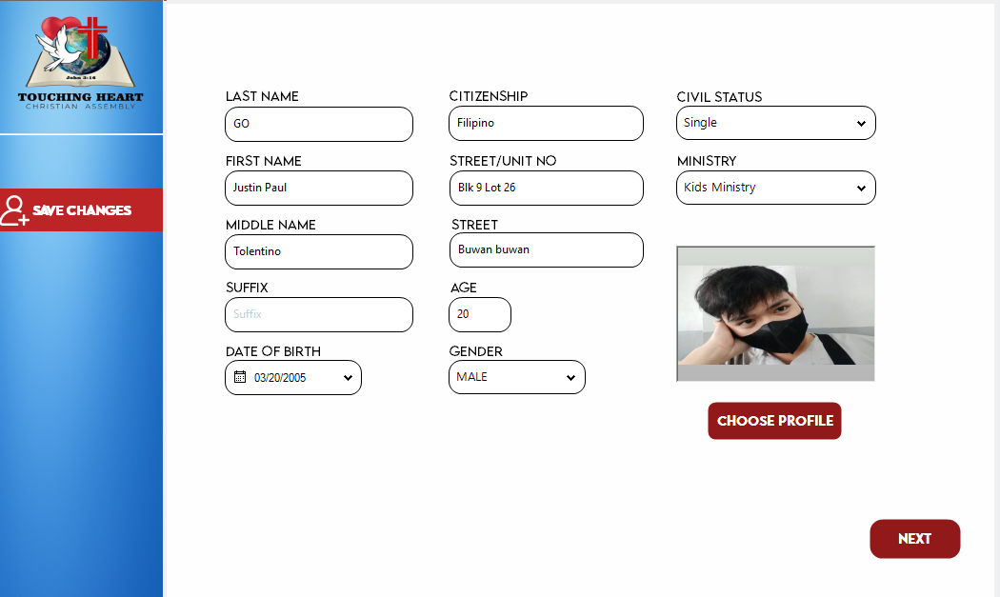 John 3:16
TOUCHING HEART
CHRISTIAN ASSEMBLY
SAVE CHANGES
LAST NAME
GO
FIRST NAME
Justin Paul
MIDDLE NAME
Tolentino
SUFFIX
Suffix
DATE OF BIRTH
03/20/2005
CITIZENSHIP
Filipino
STREET/UNIT NO
Blk 9 Lot 26
STREET
Buwan buwan
AGE
20
GENDER
MALE
CIVIL STATUS
Single
MINISTRY
Kids Ministry
CHOOSE PROFILE
NEXT